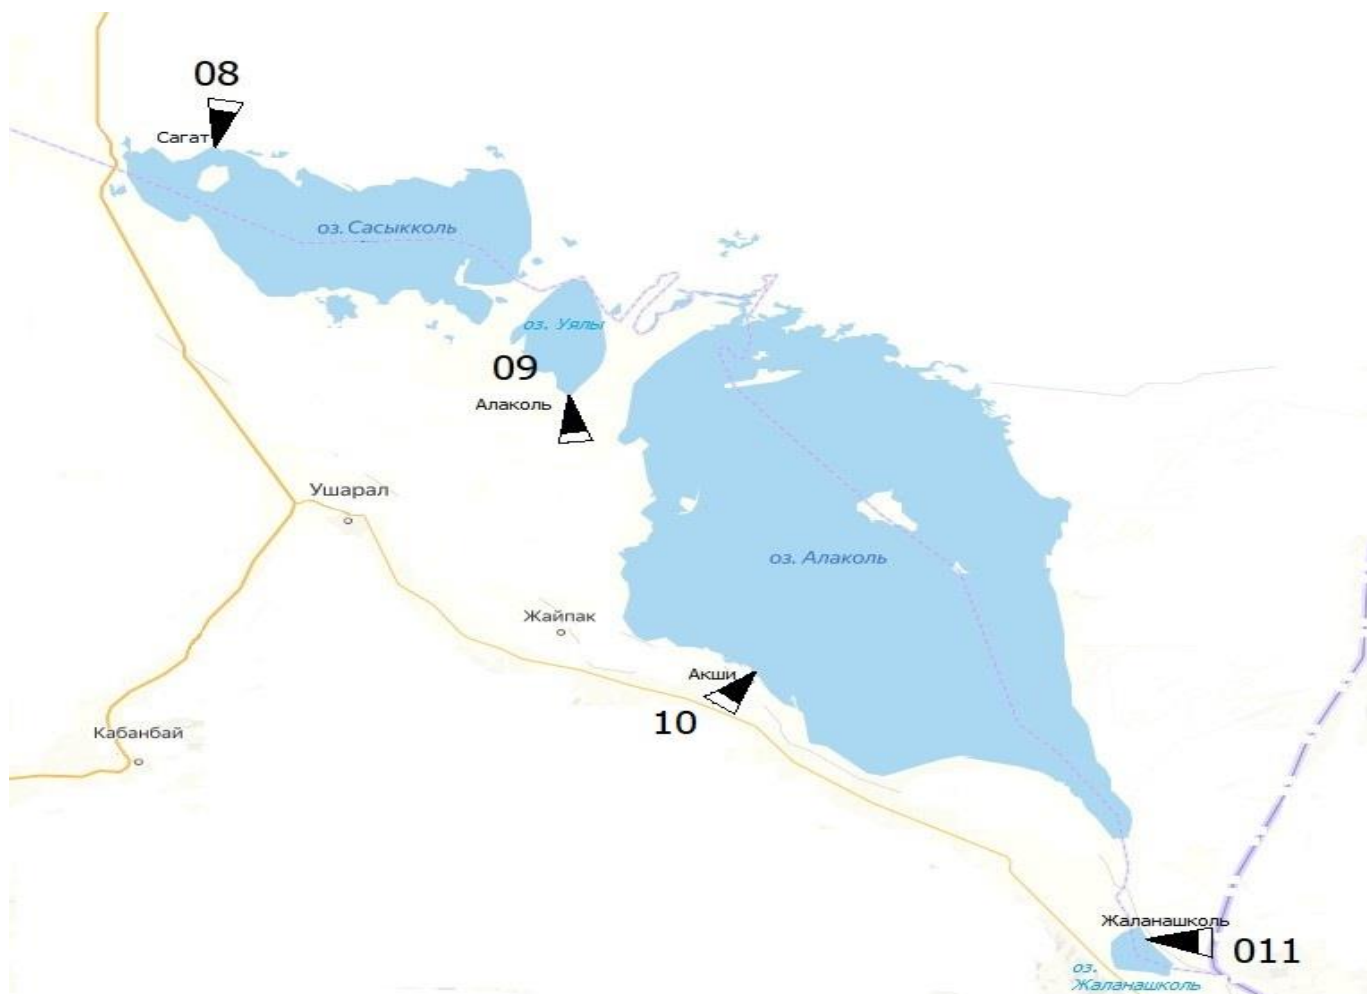 08
Сагат
оз. Сасыкколь
оз. Уялы
09
Алаколь
Ушарал
оз. Алаколь
Жайпак
Акши
10
Кабанбай
Жаланашколь
011
оз.
Жаланашколь